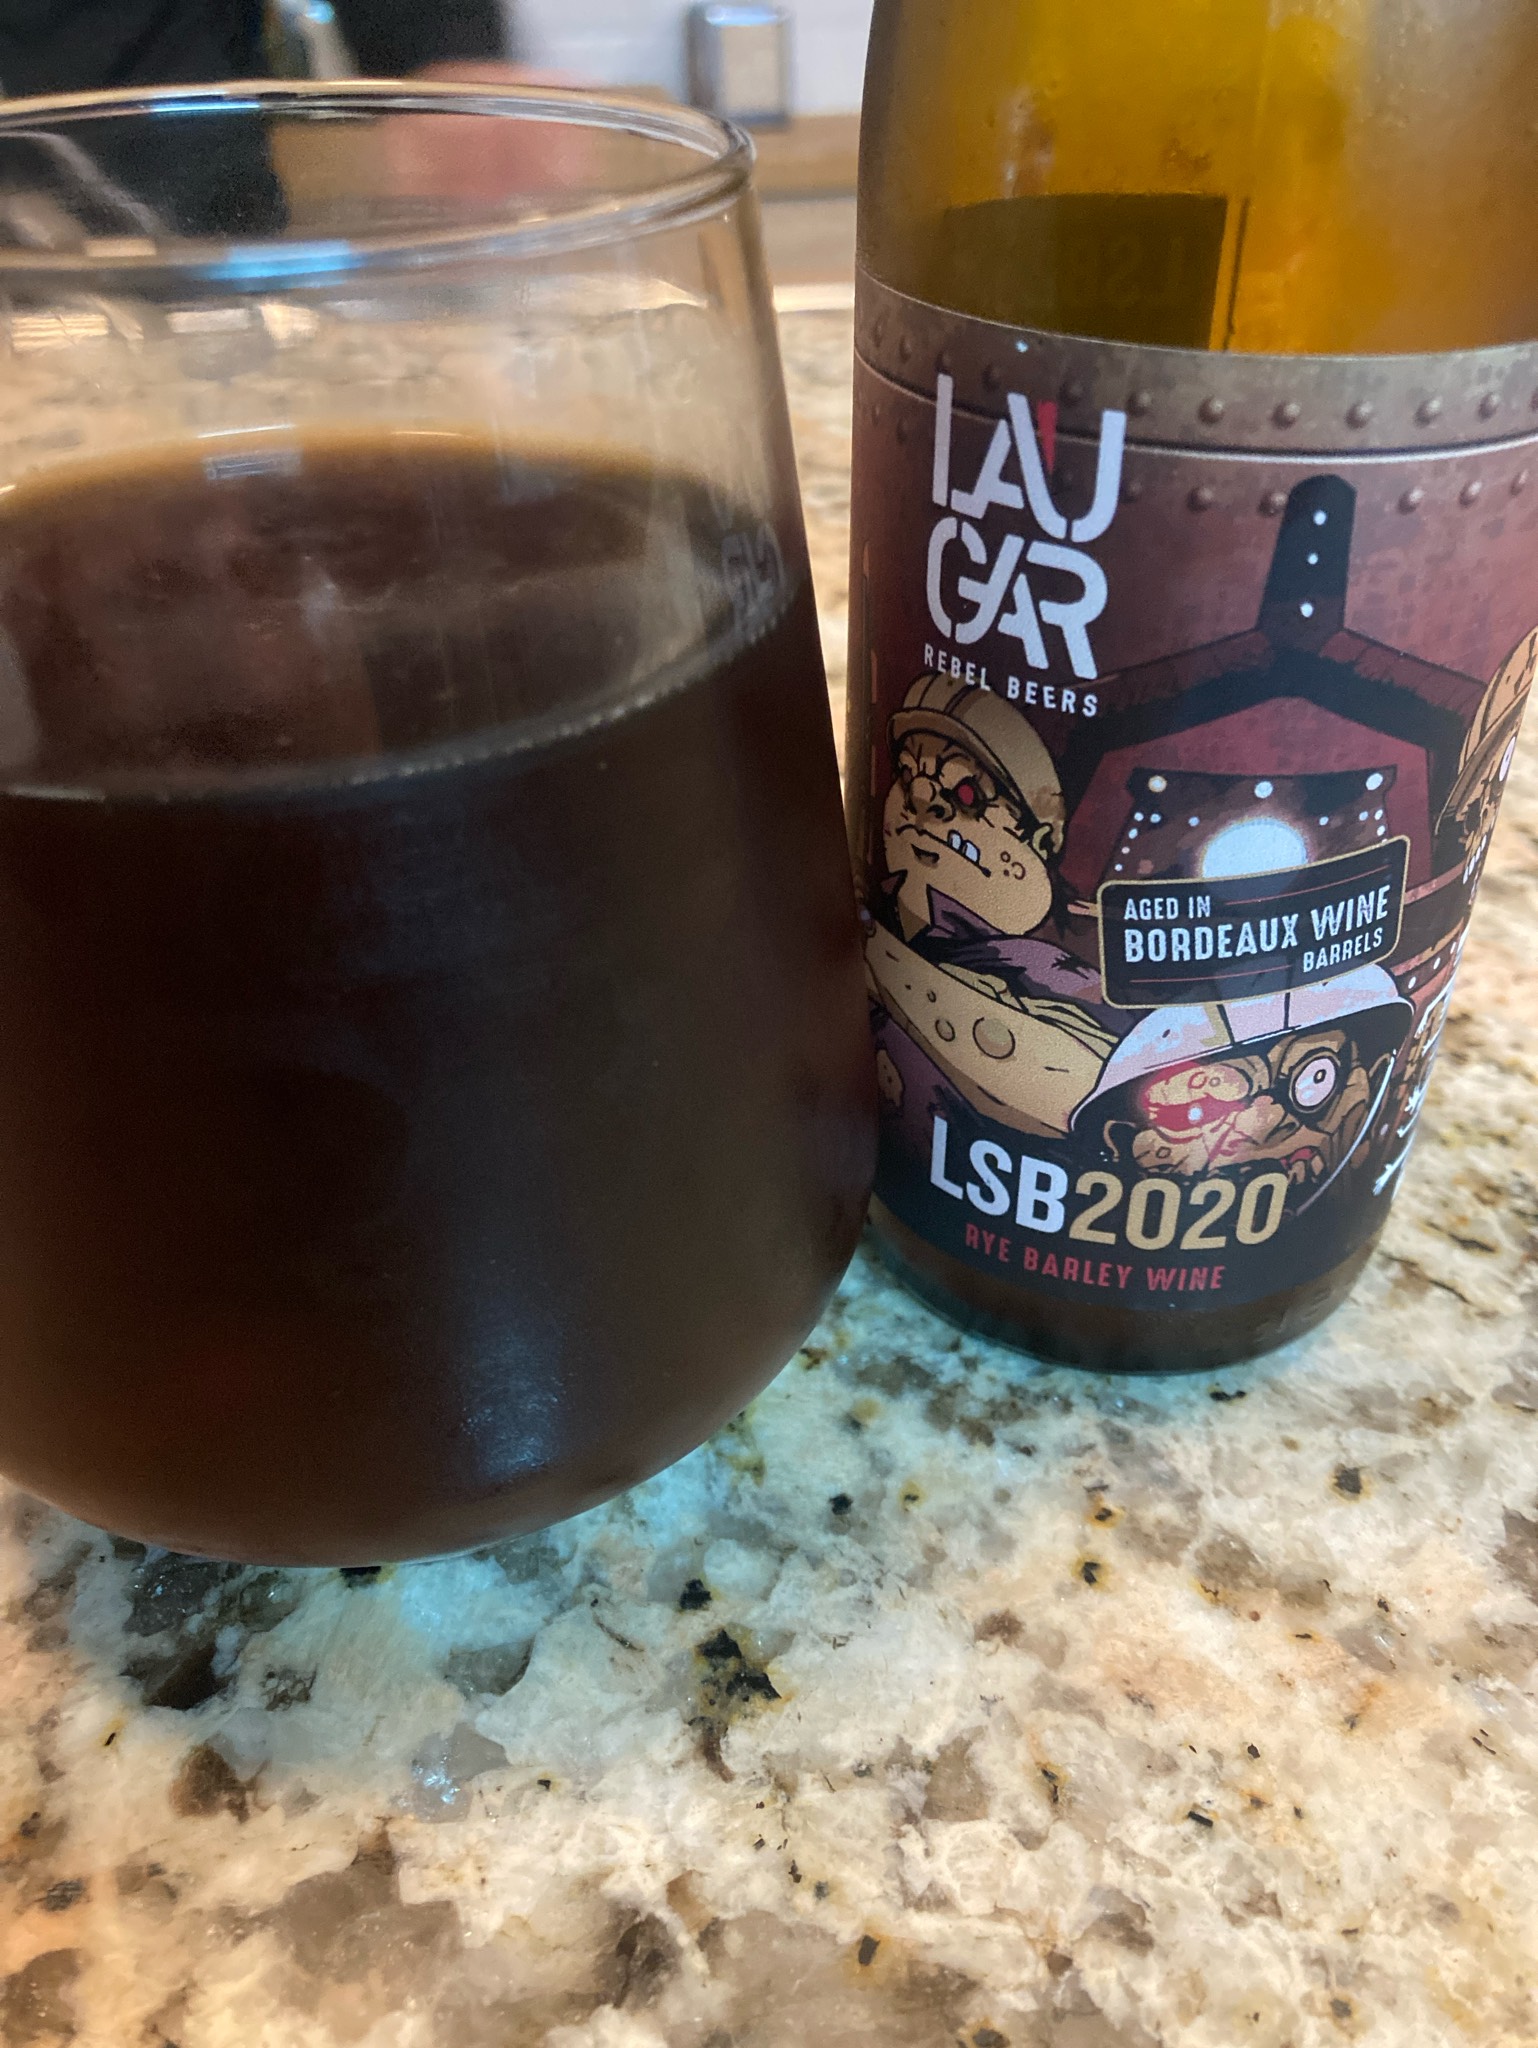 LAU
GAR
REBEL BEERS
AGED IN
BORDEAUX WINE
BARRELS
LSB2020
RYE BARLEY WINE